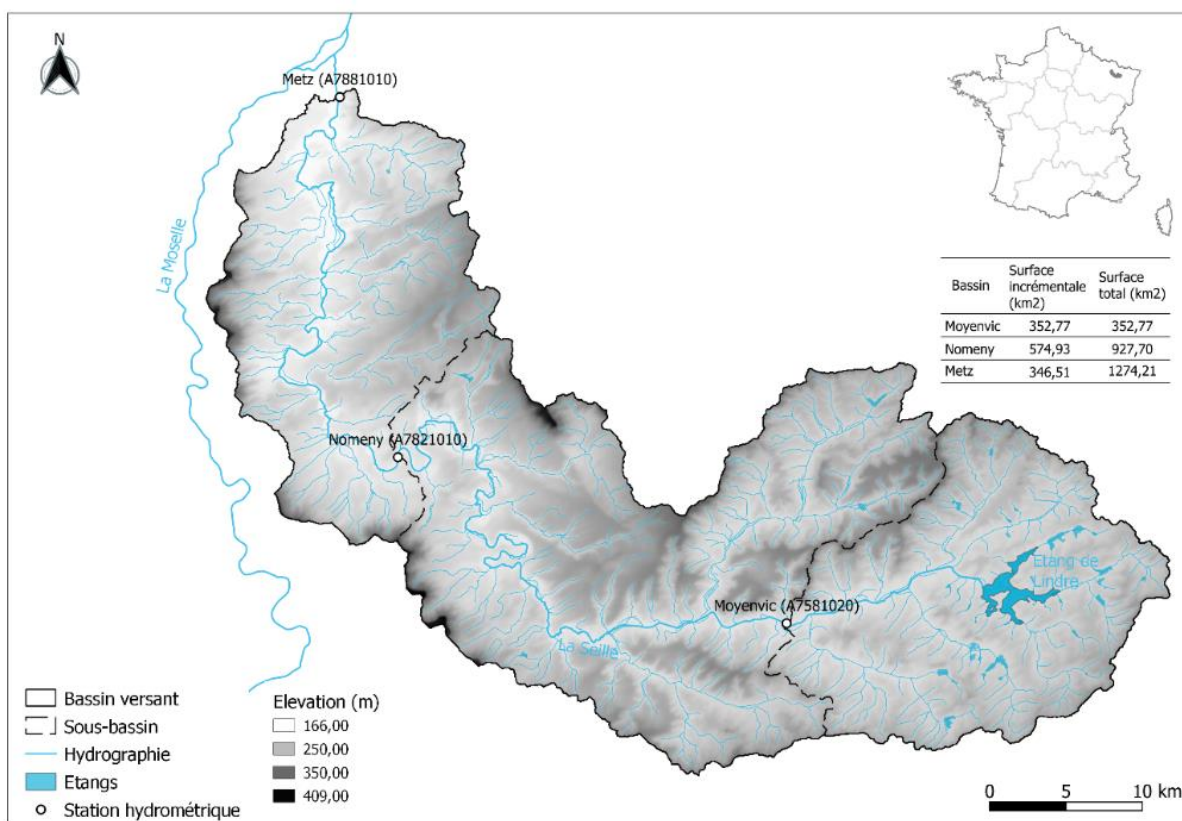 N
Metz (A7881010)
La Moselle
Bassin Surface incrémentale (km2) Surface total (km2)
Moyenvic 352,77 352,77
Nomeny 574,93 927,70
Metz 346,51 1274,21
Nomeny (A7821010)
Etang de
Lindre
Moyenvic (A7581020)
La Seille
Bassin versant
Sous-bassin
Hydrographie
Etangs
Station hydrométrique
Elevation (m)
166,00
250,00
350,00
409,00
0 5 10 km